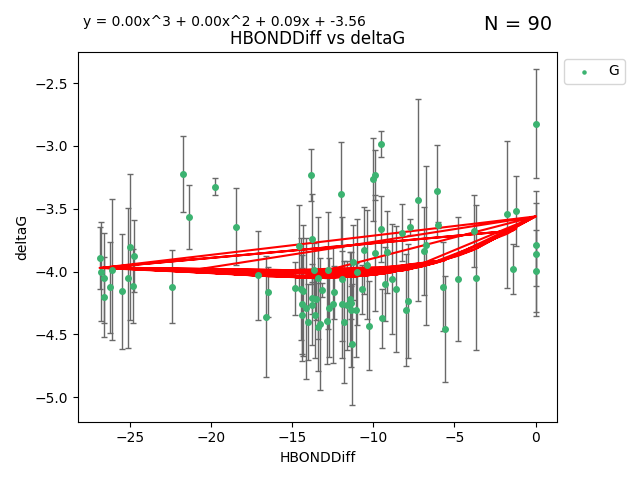 y = 0.00x^3 + 0.00x^2 + 0.09x + -3.56
N = 90
HBONDDiff vs deltaG
G
deltaG
−2.5
−3.0
−3.5
−4.0
−4.5
−5.0
−25 −20 −15 −10 −5 0
HBONDDiff